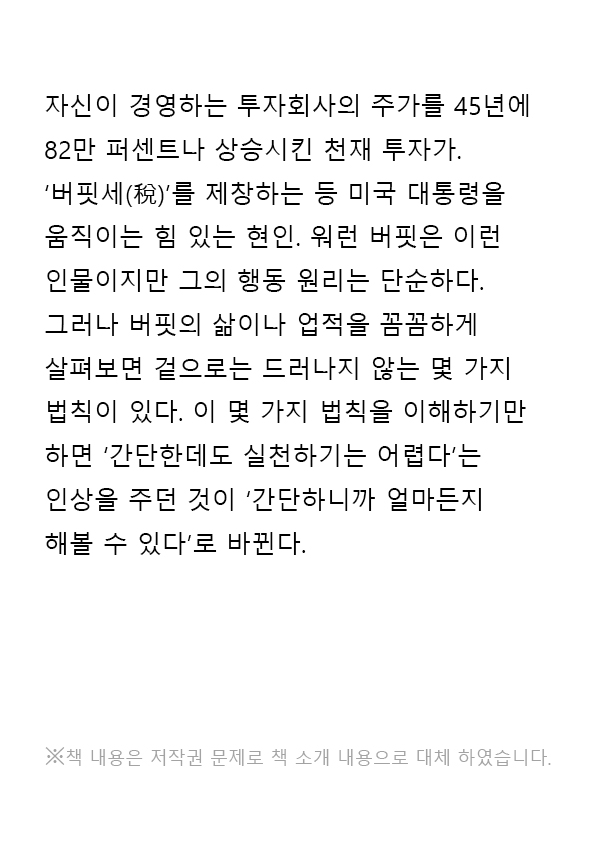 자신이 경영하는 투자회사의 주가를 45년에
82만 퍼센트나 상승시킨 천재 투자가.
‘버핏세(稅)’를 제창하는 등 미국 대통령을
움직이는 힘 있는 현인. 워런 버핏은 이런
인물이지만 그의 행동 원리는 단순하다.
그러나 버핏의 삶이나 업적을 꼼꼼하게
살펴보면 겉으로는 드러나지 않는 몇 가지
법칙이 있다. 이 몇 가지 법칙을 이해하기만
하면 ‘간단한데도 실천하기는 어렵다’는
인상을 주던 것이 ‘간단하니까 얼마든지
해볼 수 있다’로 바뀐다.
※책 내용은 저작권 문제로 책 소개 내용으로 대체 하였습니다.